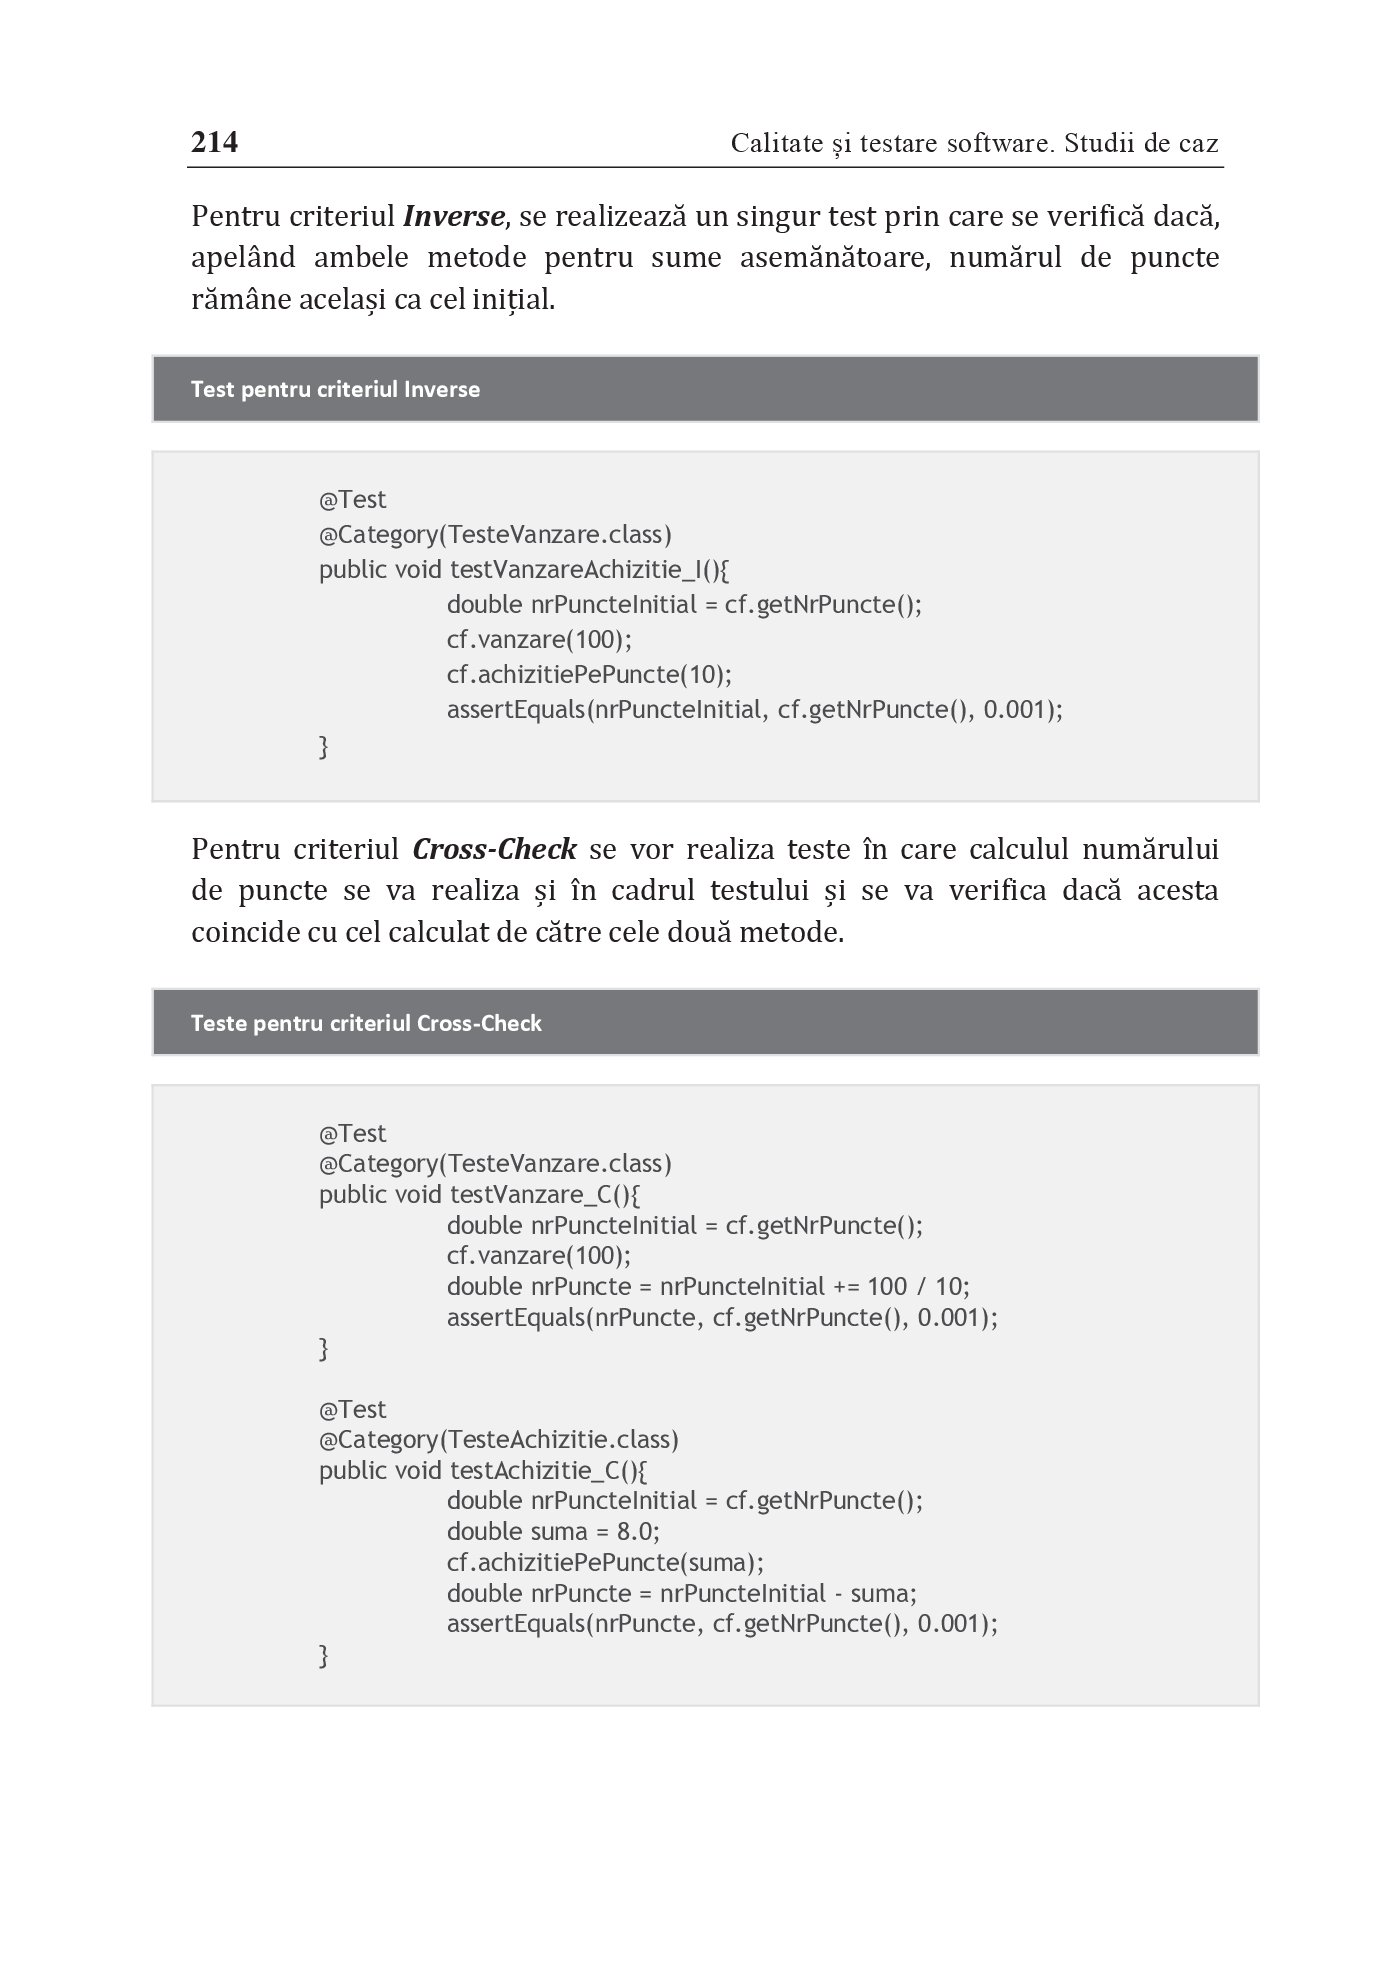 214 Calitate și testare software. Studii de caz
Pentru criteriul Inverse, se realizează un singur test prin care se verifică dacă,
apelând ambele metode pentru sume asemănătoare, numărul de puncte
rămâne același ca cel inițial.
Test pentru criteriul Inverse
@Test
@Category(TesteVanzare.class)
public void testVanzareAchizitie_I(){
double nrPuncteInitial = cf.getNrPuncte();
cf.vanzare(100);
cf.achizitiePePuncte(10);
assertEquals(nrPuncteInitial, cf.getNrPuncte(), 0.001);
}
Pentru criteriul Cross-Check se vor realiza teste în care calculul numărului
de puncte se va realiza și în cadrul testului și se va verifica dacă acesta
coincide cu cel calculat de către cele două metode.
Teste pentru criteriul Cross-Check
@Test
@Category(TesteVanzare.class)
public void testVanzare_C(){
double nrPuncteInitial = cf.getNrPuncte();
cf.vanzare(100);
double nrPuncte = nrPuncteInitial += 100 / 10;
assertEquals(nrPuncte, cf.getNrPuncte(), 0.001);
}
@Test
@Category(TesteAchizitie.class)
public void testAchizitie_C(){
double nrPuncteInitial = cf.getNrPuncte();
double suma = 8.0;
cf.achizitiePePuncte(suma);
double nrPuncte = nrPuncteInitial - suma;
assertEquals(nrPuncte, cf.getNrPuncte(), 0.001);
}